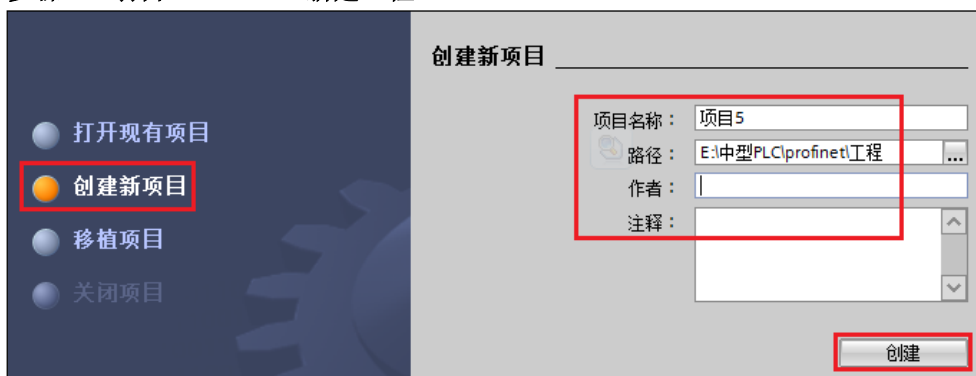 创建新项目
打开现有项目
创建新项目
移植项目
关闭项目
项目名称：
项目5
路径：
E:\中型PLC\profinet\工程
...
作者：
注释：
创建